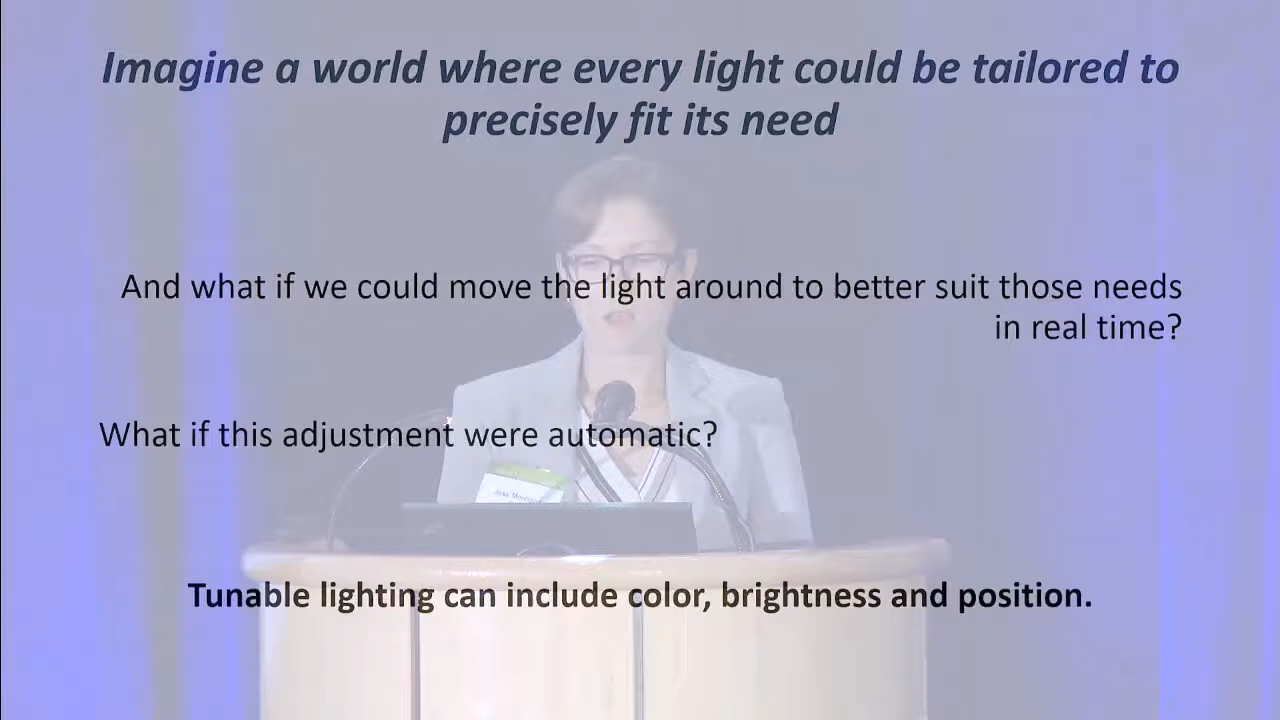 Imagine a world where every light could be tailored to
precisely fit its need
And what if we could move the light around to better suit those needs
in real time?
What if this adjustment were automatic?
Tunable lighting can include color, brightness and position.